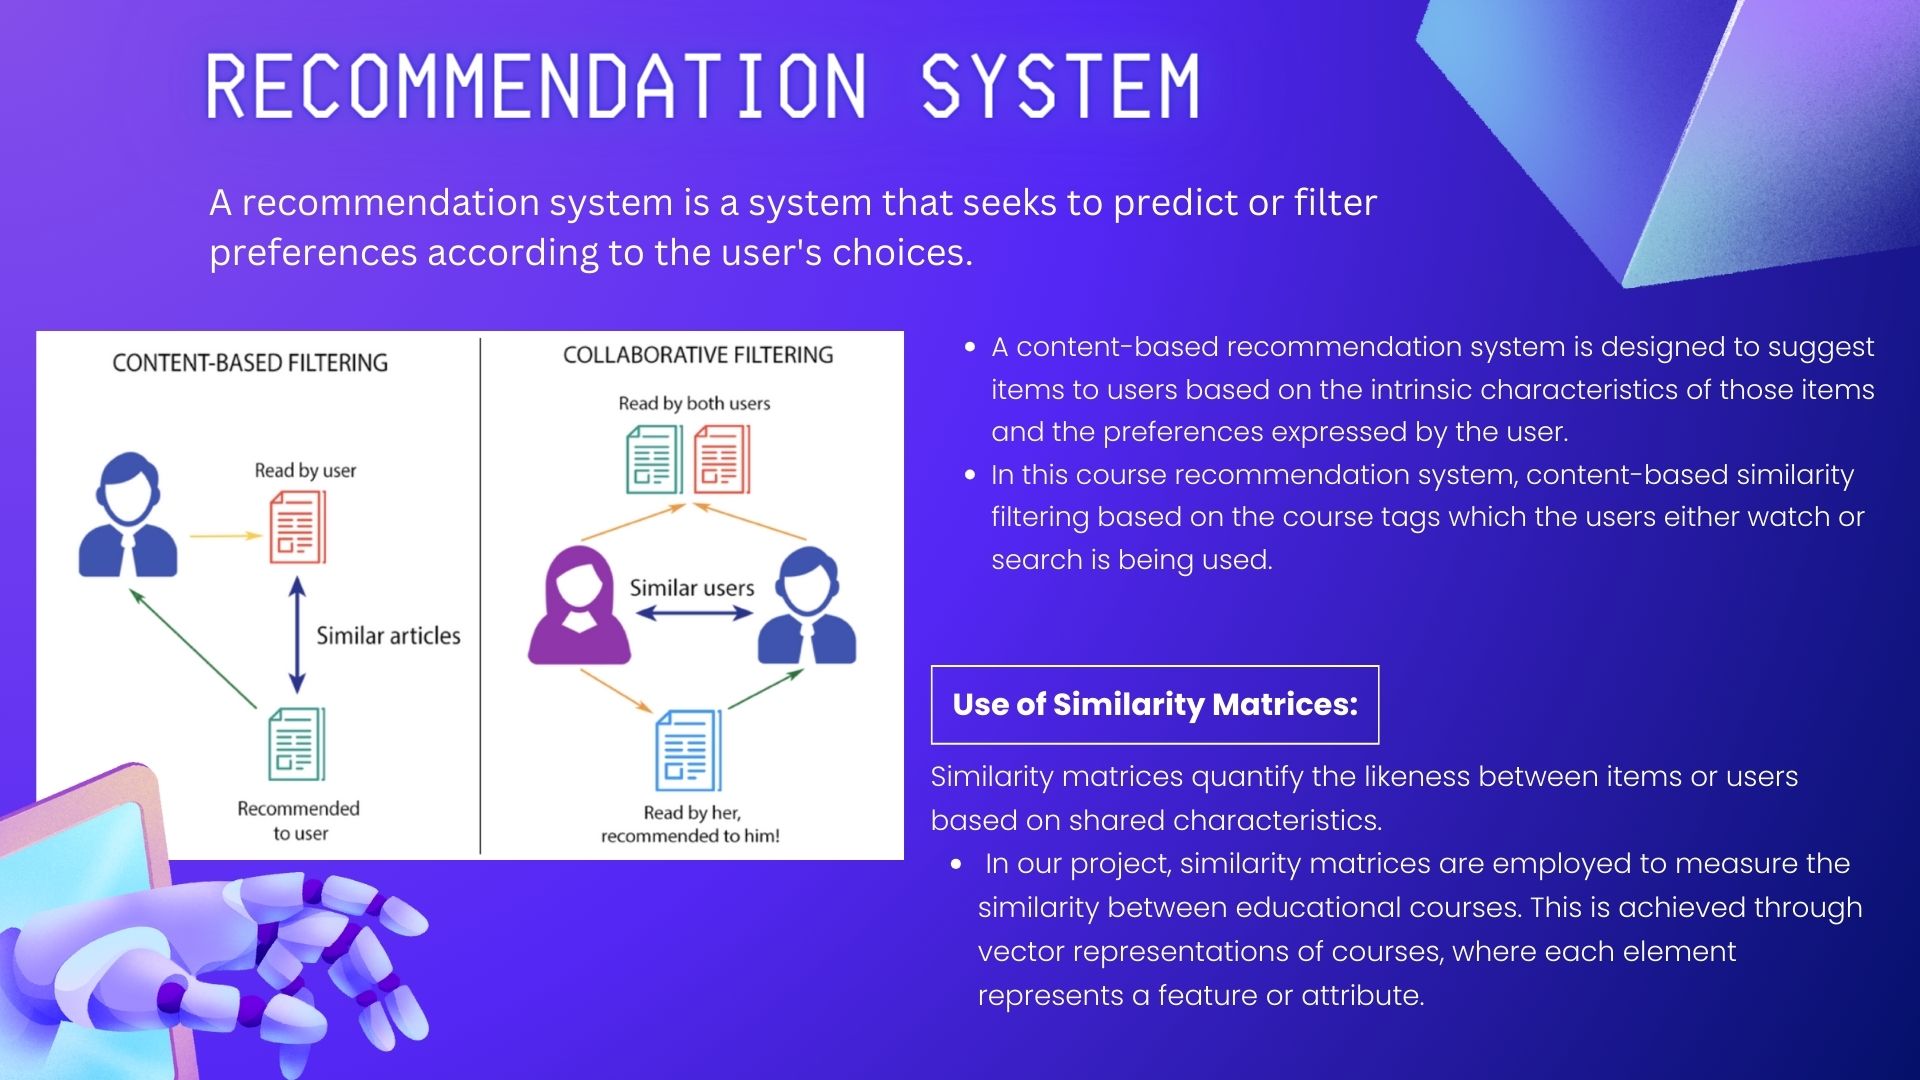 RECOMMENDATION SYSTEM
A recommendation system is a system that seeks to predict or filter
preferences according to the user's choices.
CONTENT-BASED FILTERING
Read by user
Similar articles
Recommended
to user
COLLABORATIVE FILTERING
Read by both users
Similar users
Read by her,
recommended to him!
• A content-based recommendation system is designed to suggest
items to users based on the intrinsic characteristics of those items
and the preferences expressed by the user.
• In this course recommendation system, content-based similarity
filtering based on the course tags which the users either watch or
search is being used.
Use of Similarity Matrices:
Similarity matrices quantify the likeness between items or users
based on shared characteristics.
• In our project, similarity matrices are employed to measure the
similarity between educational courses. This is achieved through
vector representations of courses, where each element
represents a feature or attribute.